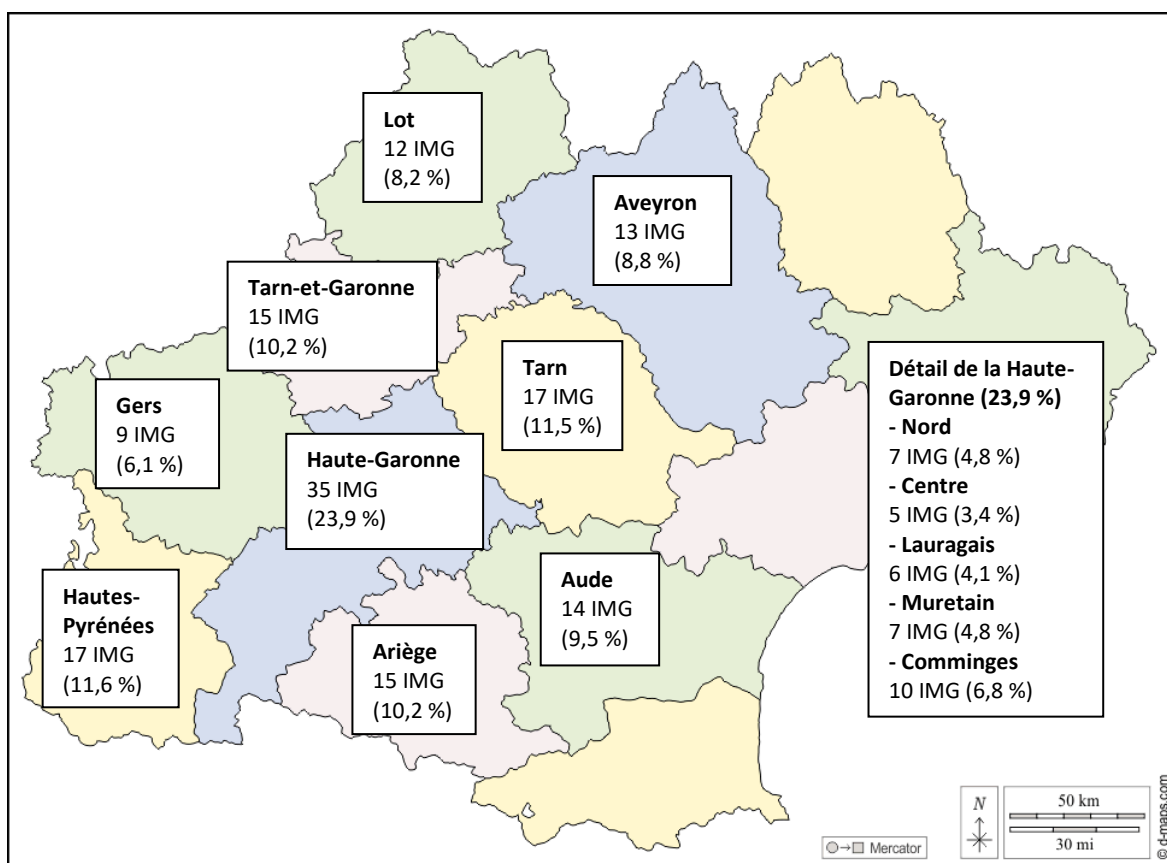 Lot
12 IMG
(8,2 %)
Aveyron
13 IMG
(8,8 %)
Tarn-et-Garonne
15 IMG
(10,2 %)
Tarn
17 IMG
(11,5 %)
Gers
9 IMG
(6,1 %)
Haute-Garonne
35 IMG
(23,9 %)
Hautes-
Pyrénées
17 IMG
(11,6 %)
Ariège
15 IMG
(10,2 %)
Aude
14 IMG
(9,5 %)
Détail de la Haute-
Garonne (23,9 %)
- Nord
7 IMG (4,8 %)
- Centre
5 IMG (3,4 %)
- Lauragais
6 IMG (4,1 %)
- Muretain
7 IMG (4,8 %)
- Comminges
10 IMG (6,8 %)
Mercator
N
50 km
30 mi
© d-maps.com